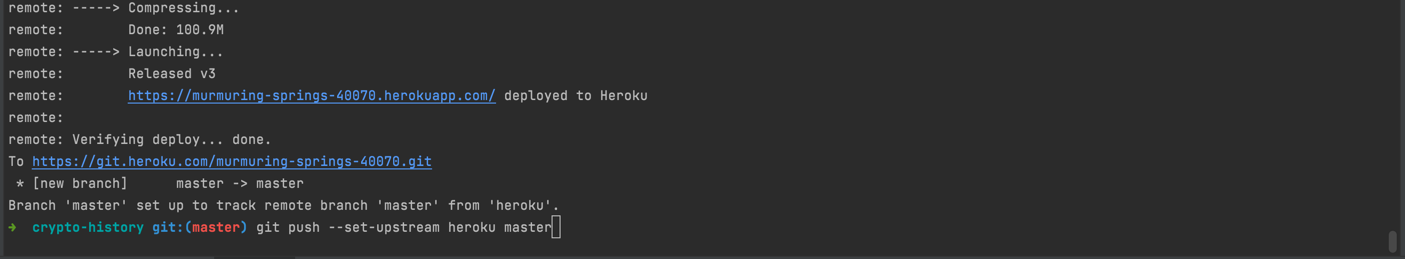 remote: -----> Compressing...
remote:        Done: 100.9M
remote: -----> Launching...
remote:        Released v3
remote:        https://murmuring-springs-40070.herokuapp.com/ deployed to Heroku
remote:
remote: Verifying deploy... done.
To https://git.heroku.com/murmuring-springs-40070.git
 * [new branch]      master -> master
Branch 'master' set up to track remote branch 'master' from 'heroku'.
➜  crypto-history git:(master) git push --set-upstream heroku master